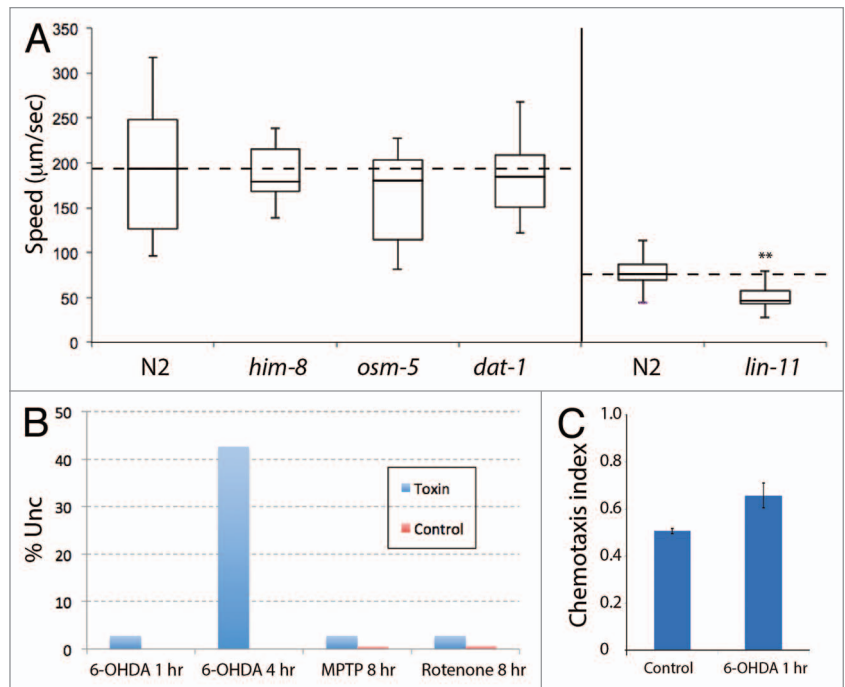 A
Speed (μm/sec)
350
300
250
200
150
100
50
0
**
N2 him-8 osm-5 dat-1 N2 lin-11
B
% Unc
50
40
30
20
10
0
Toxin
Control
6-OHDA 1 hr 6-OHDA 4 hr MPTP 8 hr Rotenone 8 hr
C
Chemotaxis index
1.0
0.8
0.6
0.4
0.2
0
Control 6-OHDA 1 hr